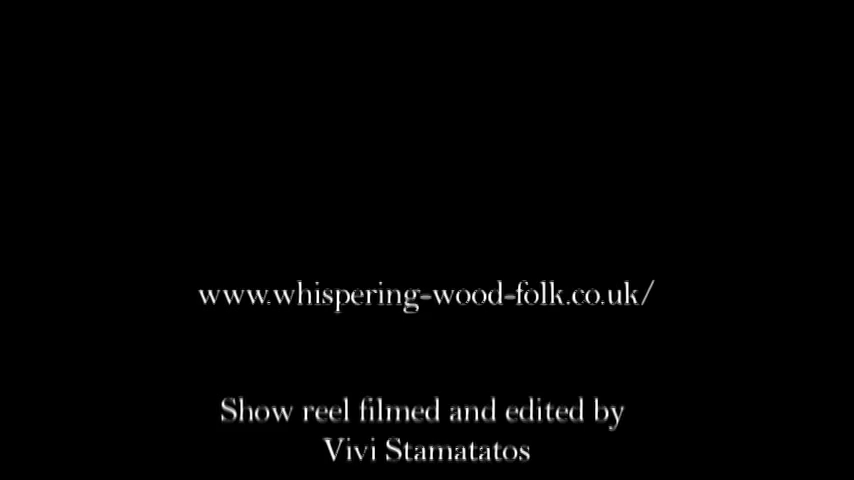 www.whispering-wood-folk.co.uk/
Show reel filmed and edited by
Vivi Stamatatos